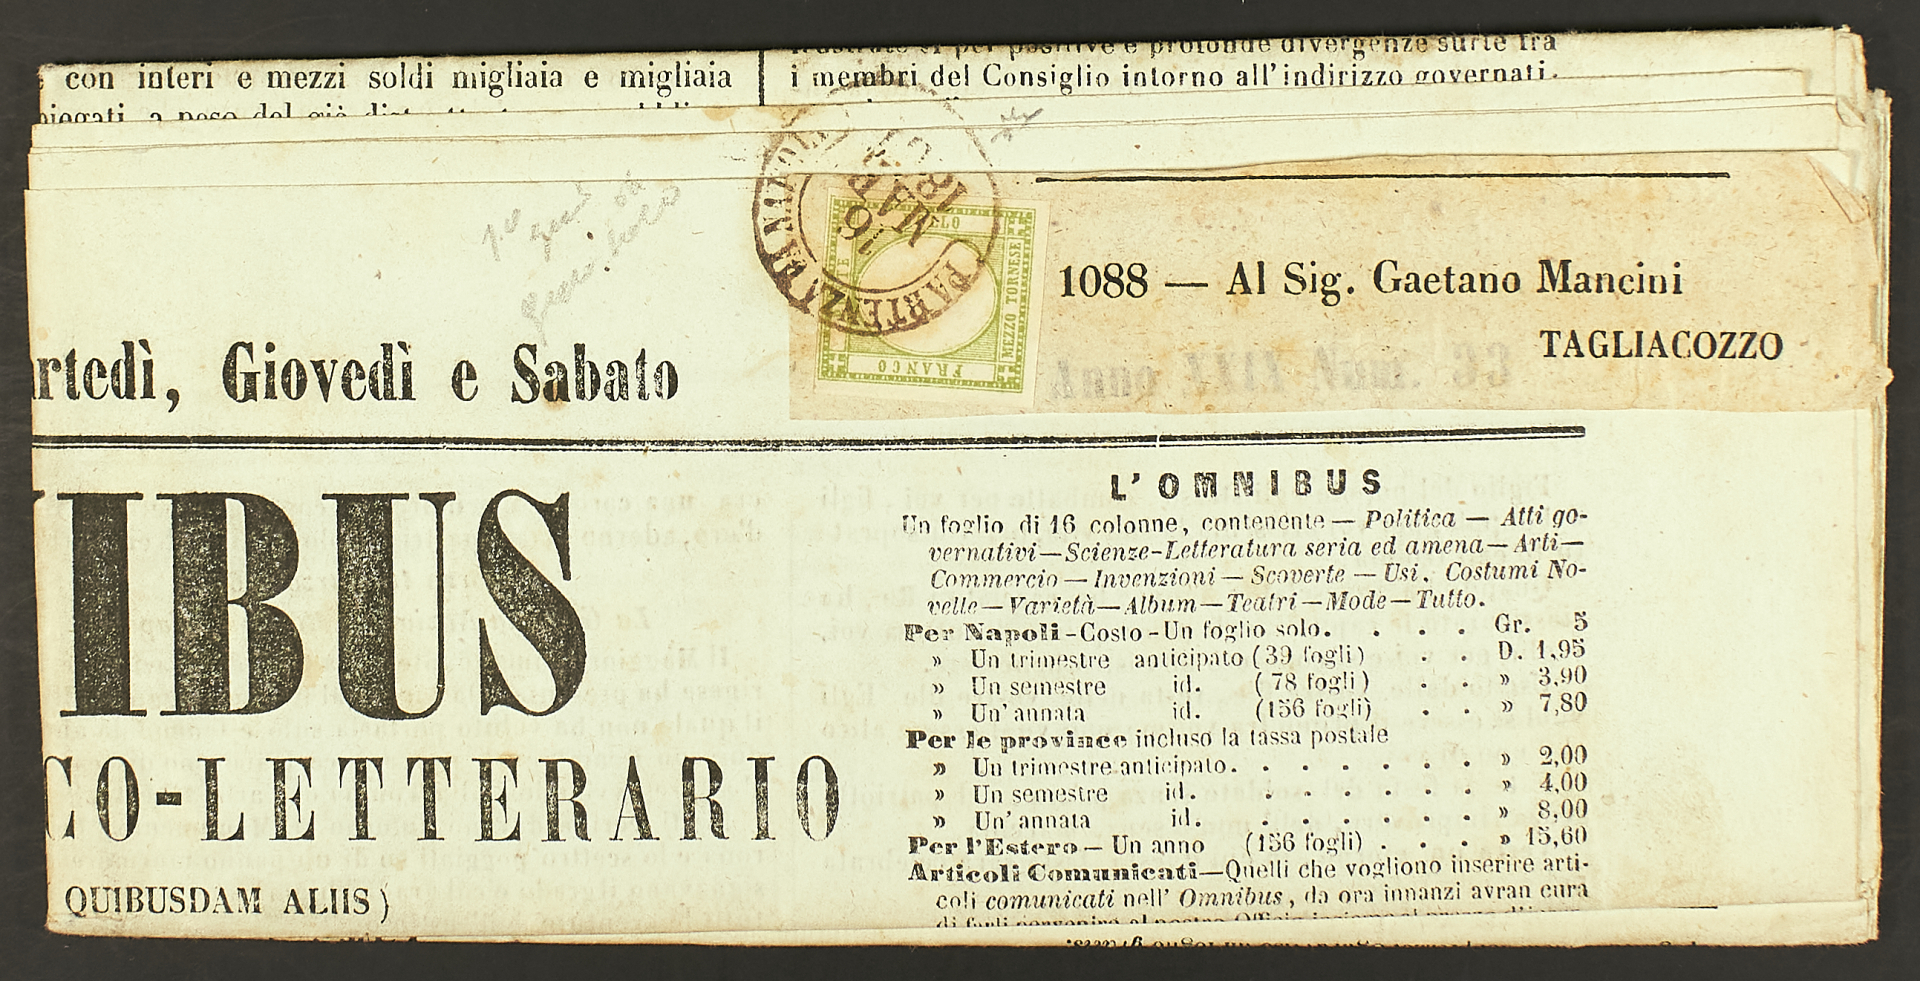 con interi e mezzi soldi migliaia e migliaia
i membri del Consiglio intorno all'indirizzo governati.
PARTENZA DI NAPOLI
16 MAR
FRANCO
MEZZO TORNESE
1088 — Al Sig. Gaetano Mancini
TAGLIACOZZO
artedì, Giovedì e Sabato
IBUS
CO-LETTERARIO
QUIBUSDAM ALIIS)
L'OMNIBUS
Un foglio di 16 colonne, contenente — Politica — Atti go-
vernativi—Scienze-Letteratura seria ed amena—Arti—
Commercio — Invenzioni — Scoverte — Usi. Costumi No-
velle—Varietà—Album—Teatri—Mode—Tutto.
Per Napoli-Costo-Un foglio solo. . . . . Gr. 5
» Un trimestre anticipato (39 fogli) . . D. 1,95
» Un semestre id. (78 fogli) . . » 3,90
» Un'annata id. (156 fogli) . . » 7,80
Per le province incluso la tassa postale
» Un trimestre anticipato. . . . . . . » 2,00
» Un semestre id. . . . . . . » 4,00
» Un'annata id. . . . . . . » 8,00
Per l'Estero — Un anno (156 fogli) . . . » 15,60
Articoli Comunicati—Quelli che vogliono inserire arti-
coli comunicati nell' Omnibus, da ora innanzi avran cura